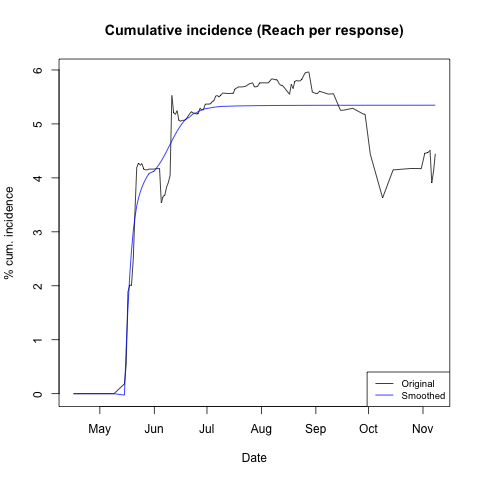 Cumulative incidence (Reach per response)
% cum. incidence
6
5
4
3
2
1
0
Original
Smoothed
May Jun Jul Aug Sep Oct Nov
Date